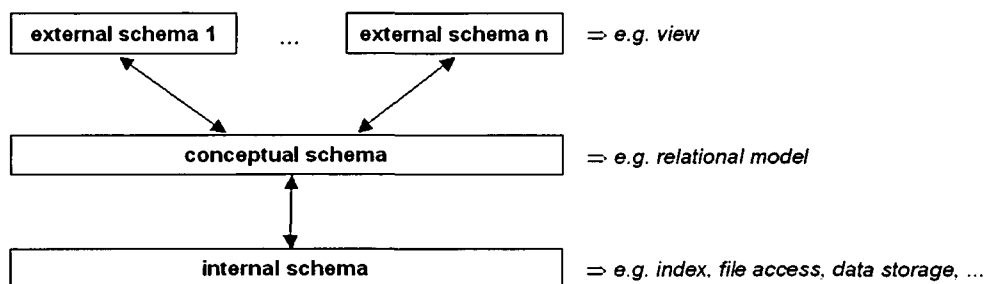 external schema 1 ... external schema n ⇒ e.g. view
conceptual schema ⇒ e.g. relational model
internal schema ⇒ e.g. index, file access, data storage, ...